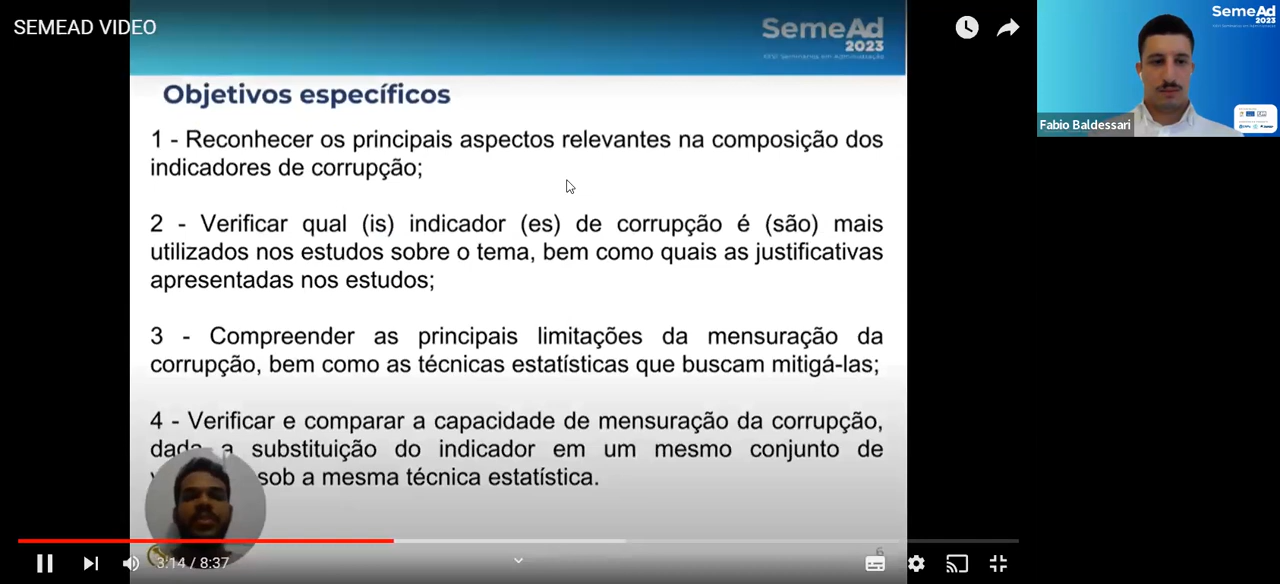 SEMEAD VIDEO
SemeAd
2023
Objetivos específicos
1 - Reconhecer os principais aspectos relevantes na composição dos
indicadores de corrupção;
2 - Verificar qual (is) indicador (es) de corrupção é (são) mais
utilizados nos estudos sobre o tema, bem como quais as justificativas
apresentadas nos estudos;
3 - Compreender as principais limitações da mensuração da
corrupção, bem como as técnicas estatísticas que buscam mitigá-las;
4 - Verificar e comparar a capacidade de mensuração da corrupção,
dada a substituição do indicador em um mesmo conjunto de
sob a mesma técnica estatística.
6
3:14 / 8:37
SemeAd
2023
Fabio Baldessari